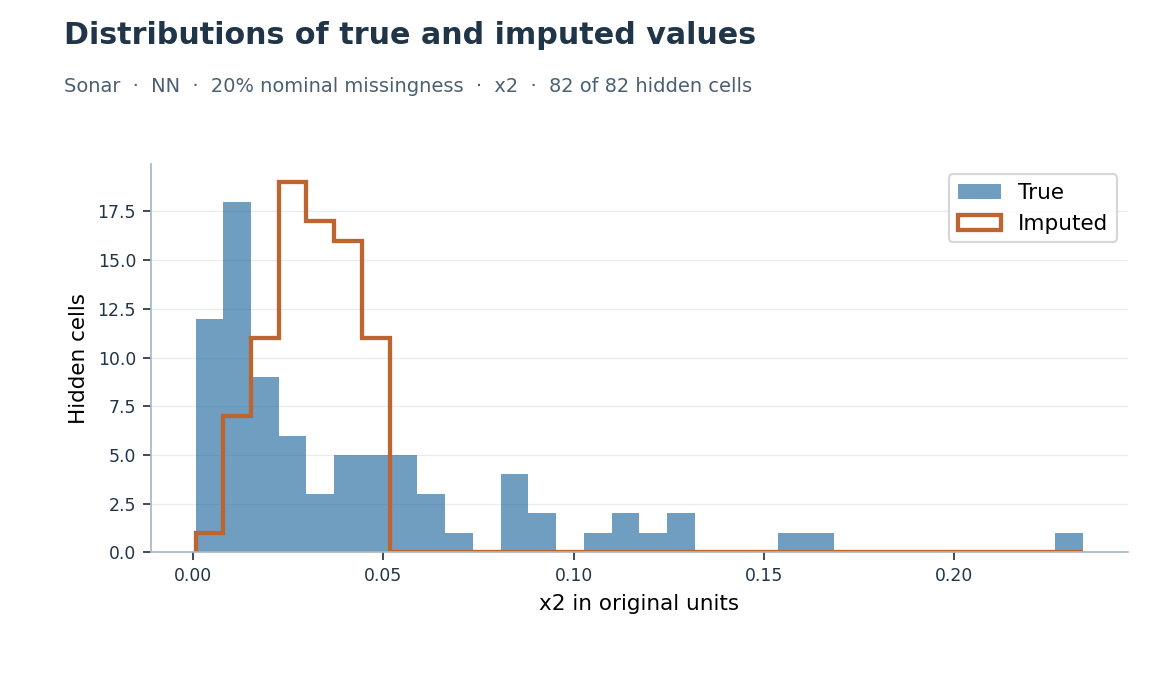 Distributions of true and imputed values
Sonar · NN · 20% nominal missingness · x2 · 82 of 82 hidden cells
True
Imputed
Hidden cells
17.5
15.0
12.5
10.0
7.5
5.0
2.5
0.0
0.00 0.05 0.10 0.15 0.20
x2 in original units